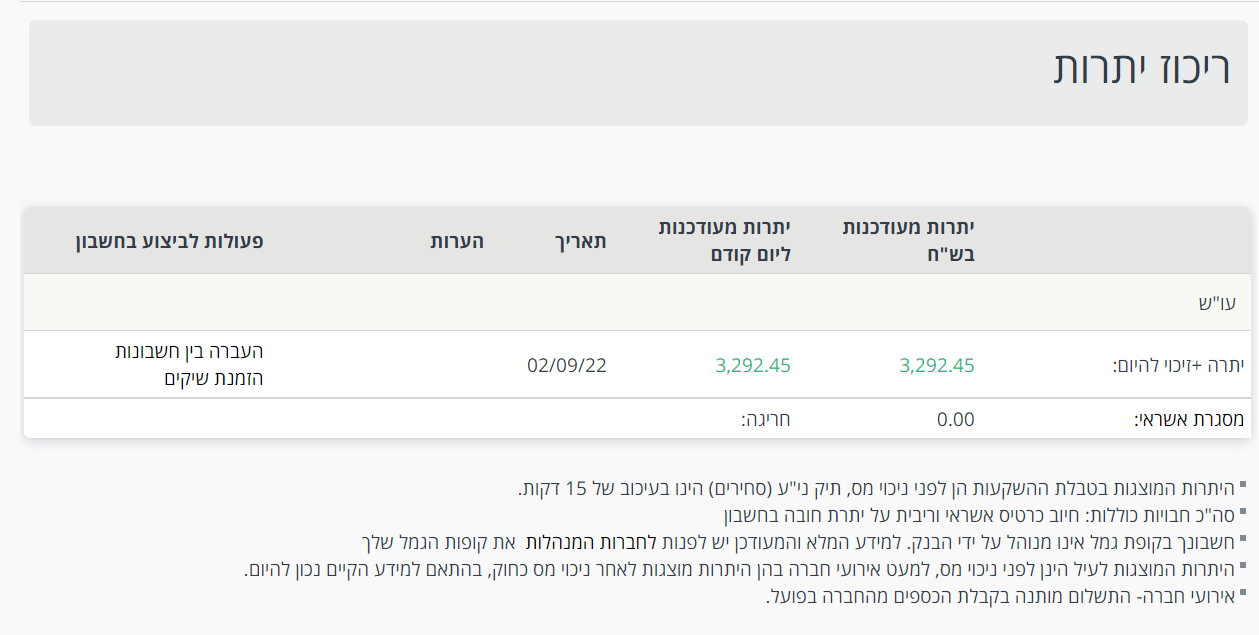 ריכוז יתרות
יתרות מעודכנות בש"ח
יתרות מעודכנות ליום קודם
תאריך
הערות
פעולות לביצוע בחשבון
עו"ש
יתרה +זיכוי להיום:
3,292.45
3,292.45
02/09/22
העברה בין חשבונות
הזמנת שיקים
מסגרת אשראי:
0.00
חריגה:
היתרות המוצגות בטבלת ההשקעות הן לפני ניכוי מס, תיק ני"ע (סחירים) הינו בעיכוב של 15 דקות.
סה"כ חבויות כוללות: חיוב כרטיס אשראי וריבית על יתרת חובה בחשבון
חשבונך בקופת גמל אינו מנוהל על ידי הבנק. למידע המלא והמעודכן יש לפנות לחברות המנהלות את קופות הגמל שלך
היתרות המוצגות לעיל הינן לפני ניכוי מס, למעט אירועי חברה בהן היתרות מוצגות לאחר ניכוי מס כחוק, בהתאם למידע הקיים נכון להיום.
אירועי חברה- התשלום מותנה בקבלת הכספים מהחברה בפועל.